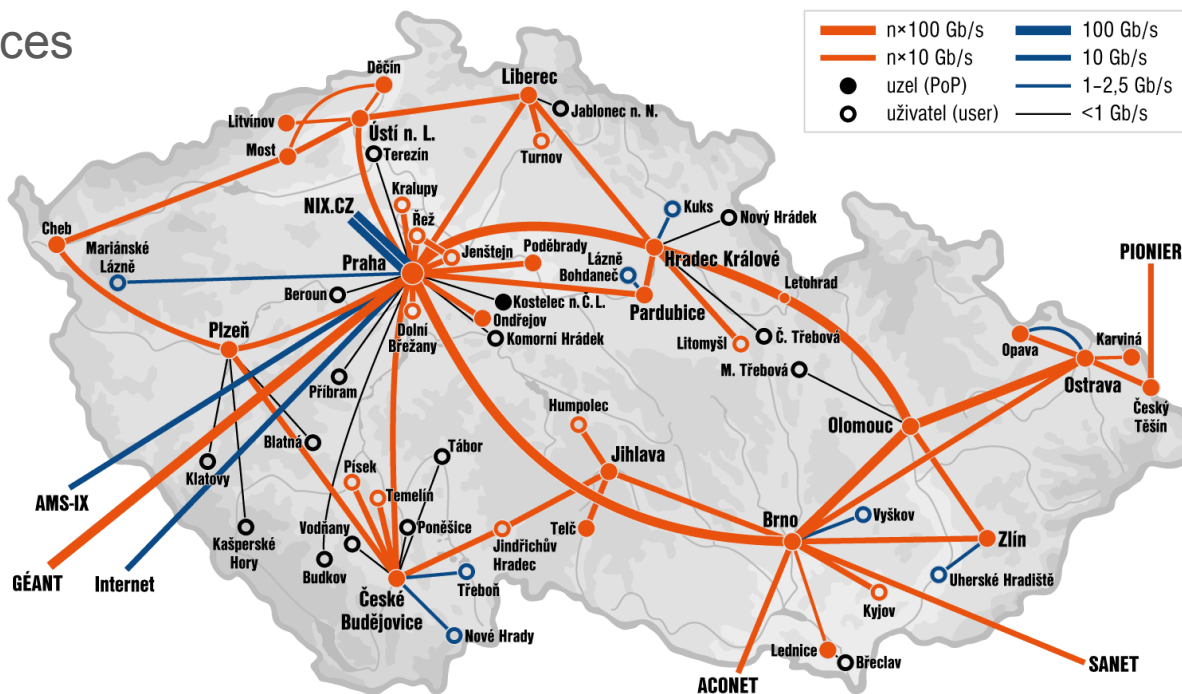 ces
n×100 Gb/s
100 Gb/s
n×10 Gb/s
10 Gb/s
uzel (PoP)
1–2,5 Gb/s
uživatel (user)
<1 Gb/s
Děčín
Liberec
Jablonec n. N.
Litvínov
Ústí n. L.
Most
Terezín
Turnov
Kralupy
NIX.CZ
Řež
Kuks
Nový Hrádek
Cheb
Mariánské
Lázně
Praha
Jenštejn
Poděbrady
Lázně
Bohdaneč
Hradec Králové
PIONIER
Beroun
Kostelec n. Č. L.
Pardubice
Letohrad
Plzeň
Ondřejov
Dolní
Břežany
Komorní Hrádek
Litomyšl
Č. Třebová
Opava
Karviná
Příbram
M. Třebová
Ostrava
Český
Těšín
Humpolec
Olomouc
Blatná
Tábor
Jihlava
Klatovy
Písek
AMS-IX
Temelín
Vodňany
Poněšice
Telč
Brno
Vyškov
Kašperské
Hory
Jindřichův
Hradec
Zlín
GÉANT
Internet
Budkov
České
Budějovice
Třeboň
Uherské Hradiště
Kyjov
Nové Hrady
Lednice
Břeclav
SANET
ACONET